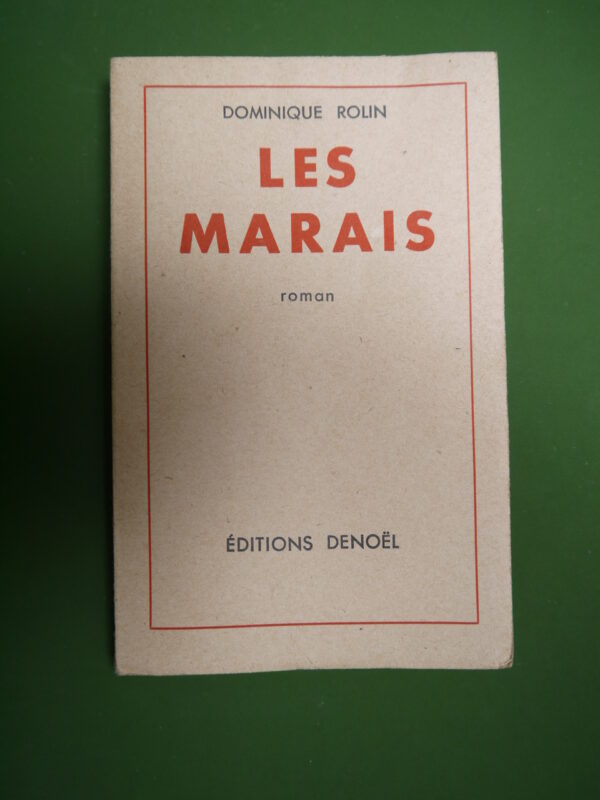 DOMINIQUE ROLIN
LES
MARAIS
roman
ÉDITIONS DENOËL